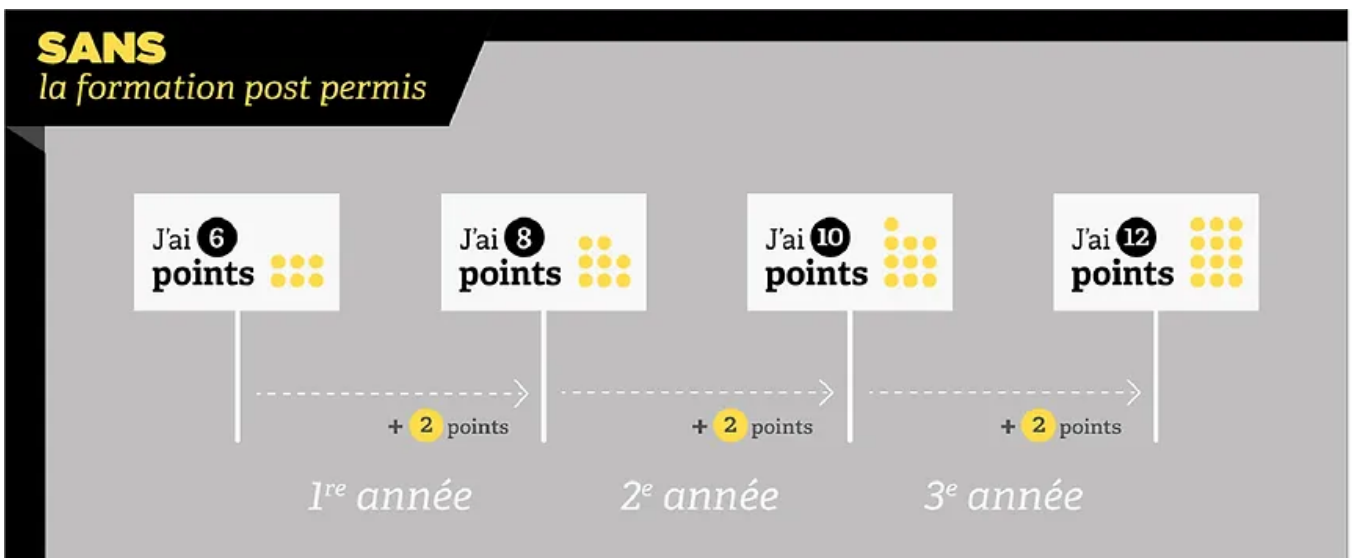 SANS
la formation post permis
J'ai 6
points
J'ai 8
points
J'ai 10
points
J'ai 12
points
+ 2 points
+ 2 points
+ 2 points
1re année
2e année
3e année